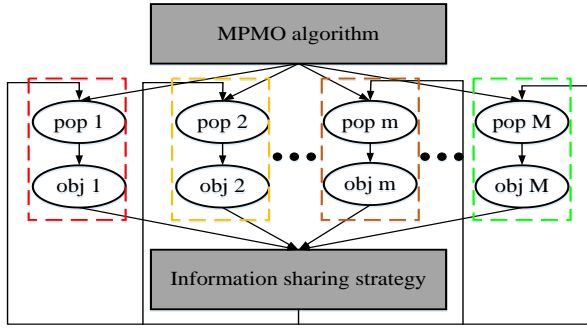 MPMO algorithm
pop 1
pop 2
pop m
pop M
obj 1
obj 2
obj m
obj M
Information sharing strategy